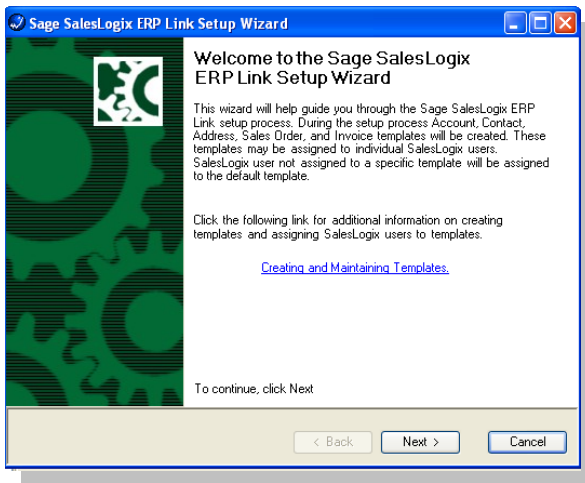 Sage SalesLogix ERP Link Setup Wizard
Welcome to the Sage SalesLogix
ERP Link Setup Wizard
This wizard will help guide you through the Sage SalesLogix ERP
Link setup process. During the setup process Account, Contact,
Address, Sales Order, and Invoice templates will be created. These
templates may be assigned to individual SalesLogix users.
SalesLogix user not assigned to a specific template will be assigned
to the default template.
Click the following link for additional information on creating
templates and assigning SalesLogix users to templates.
Creating and Maintaining Templates.
To continue, click Next
< Back
Next >
Cancel